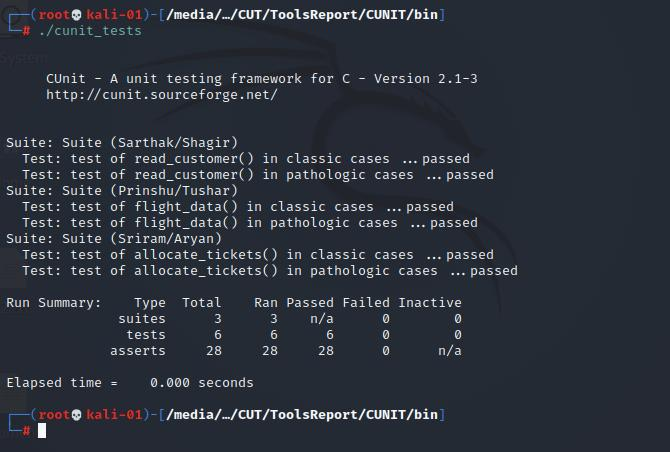 ┌──(root💀kali-01)-[/media/…/CUT/ToolsReport/CUNIT/bin]
└─# ./cunit_tests
CUnit - A unit testing framework for C - Version 2.1-3
http://cunit.sourceforge.net/
Suite: Suite (Sarthak/Shagir)
Test: test of read_customer() in classic cases ...passed
Test: test of read_customer() in pathologic cases ...passed
Suite: Suite (Prinshu/Tushar)
Test: test of flight_data() in classic cases ...passed
Test: test of flight_data() in pathologic cases ...passed
Suite: Suite (Sriram/Aryan)
Test: test of allocate_tickets() in classic cases ...passed
Test: test of allocate_tickets() in pathologic cases ...passed
Run Summary: Type Total Ran Passed Failed Inactive
suites 3 3 n/a 0 0
tests 6 6 6 0 0
asserts 28 28 28 0 n/a
Elapsed time = 0.000 seconds
┌──(root💀kali-01)-[/media/…/CUT/ToolsReport/CUNIT/bin]
└─#